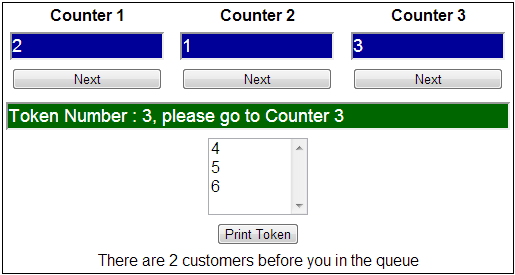 Counter 1 Counter 2 Counter 3
2 1 3
Next Next Next
Token Number : 3, please go to Counter 3
4
5
6
Print Token
There are 2 customers before you in the queue